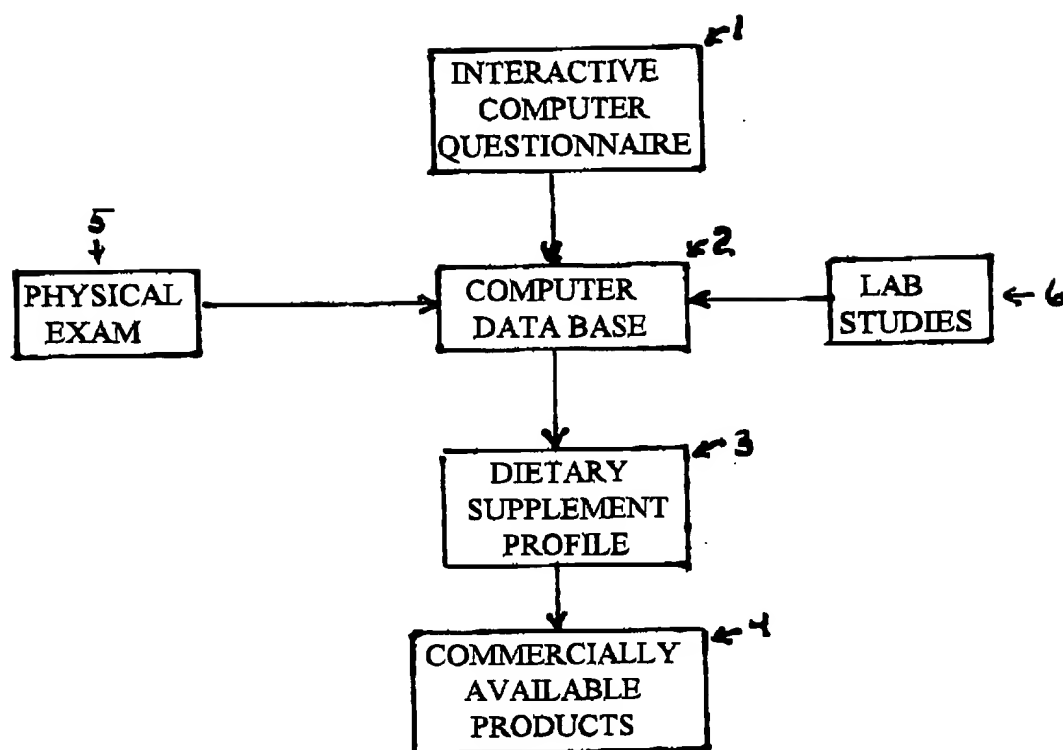 1
INTERACTIVE
COMPUTER
QUESTIONNAIRE
5
2
PHYSICAL
EXAM
COMPUTER
DATA BASE
LAB
STUDIES
6
3
DIETARY
SUPPLEMENT
PROFILE
4
COMMERCIALLY
AVAILABLE
PRODUCTS